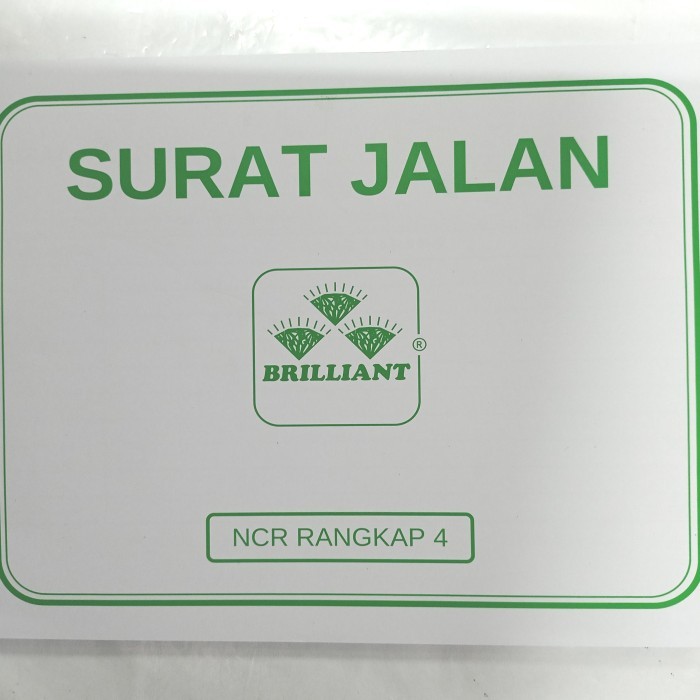 SURAT JALAN
BRILLIANT ®
NCR RANGKAP 4